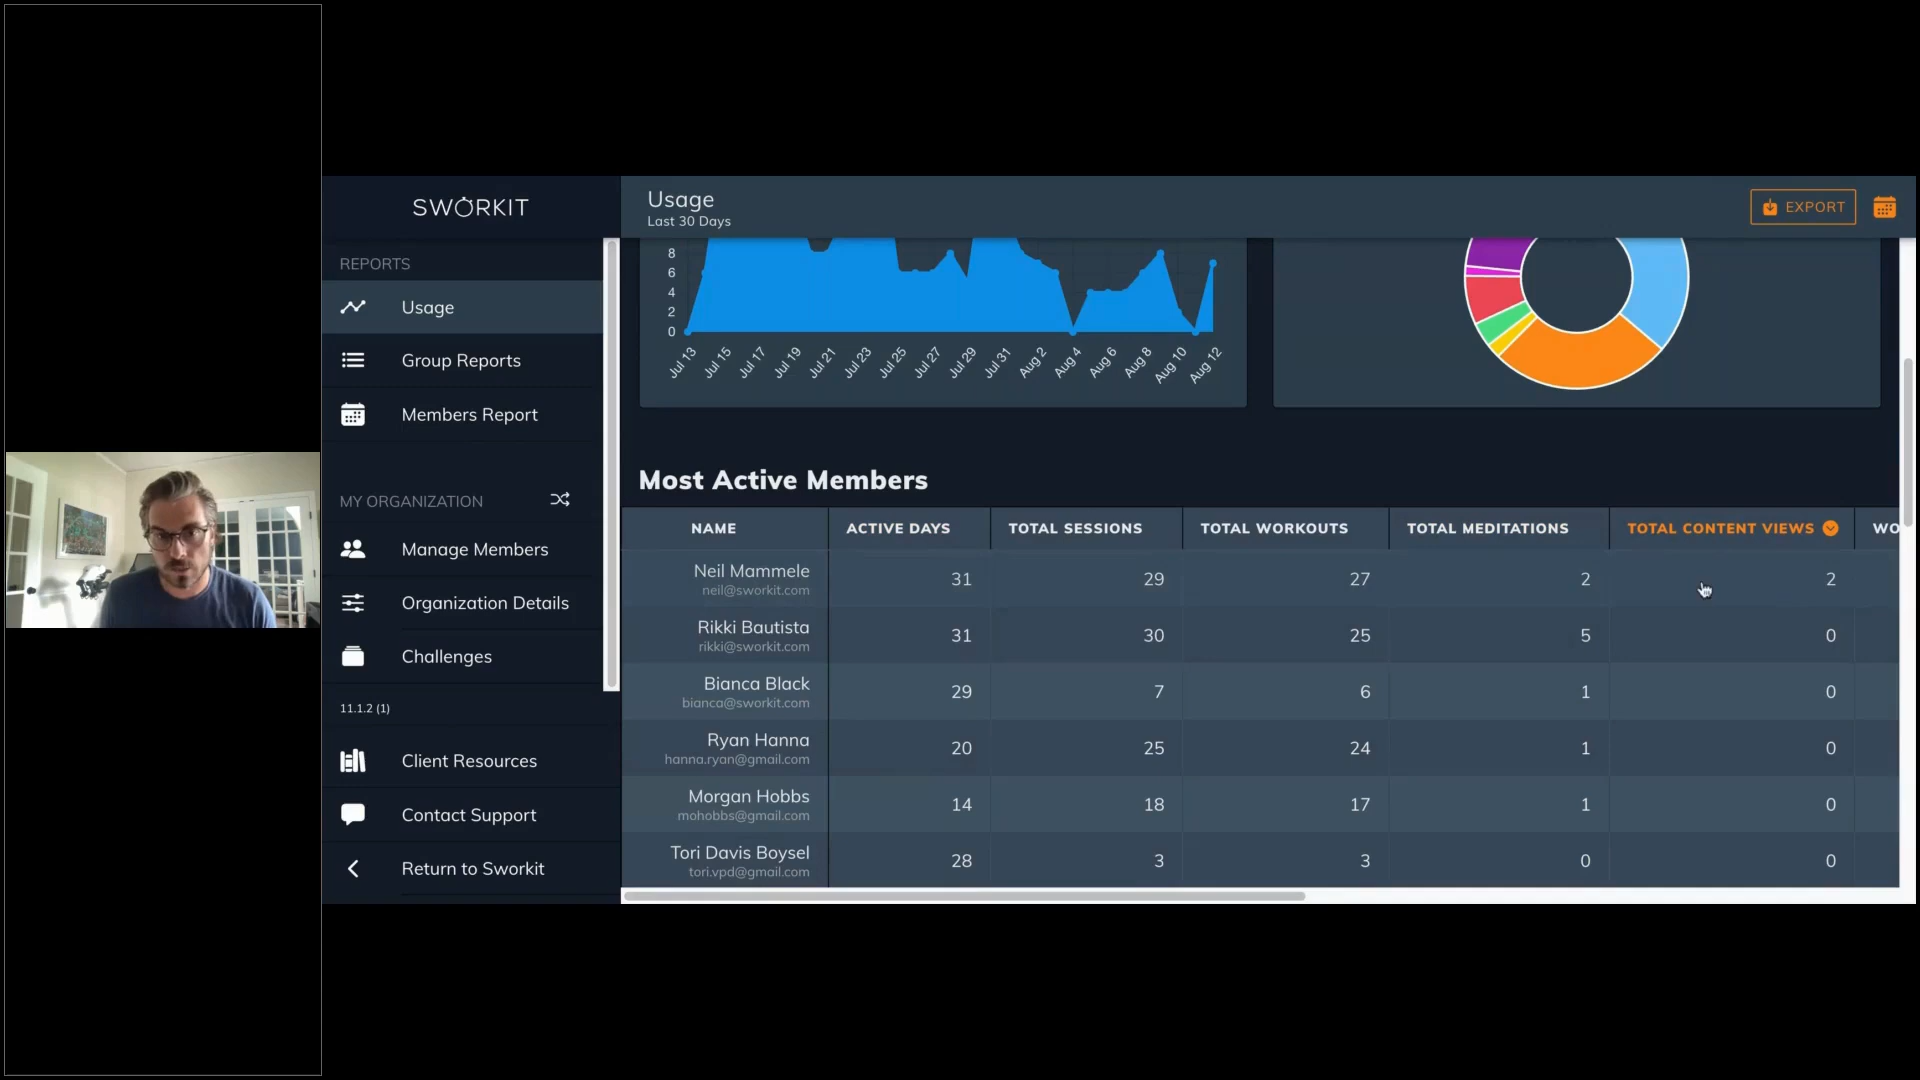 SWORKIT
REPORTS
Usage
Group Reports
Members Report
MY ORGANIZATION
Manage Members
Organization Details
Challenges
11.1.2 (1)
Client Resources
Contact Support
Return to Sworkit
Usage
Last 30 Days
EXPORT
8
6
4
2
0
Jul 13 Jul 15 Jul 17 Jul 19 Jul 21 Jul 23 Jul 25 Jul 27 Jul 29 Jul 31 Aug 2 Aug 4 Aug 6 Aug 8 Aug 10 Aug 12
Most Active Members
NAME ACTIVE DAYS TOTAL SESSIONS TOTAL WORKOUTS TOTAL MEDITATIONS TOTAL CONTENT VIEWS WO
Neil Mammele 31 29 27 2 2
neil@sworkit.com
Rikki Bautista 31 30 25 5 0
rikki@sworkit.com
Bianca Black 29 7 6 1 0
bianca@sworkit.com
Ryan Hanna 20 25 24 1 0
hanna.ryan@gmail.com
Morgan Hobbs 14 18 17 1 0
mohobbs@gmail.com
Tori Davis Boysel 28 3 3 0 0
tori.vpd@gmail.com